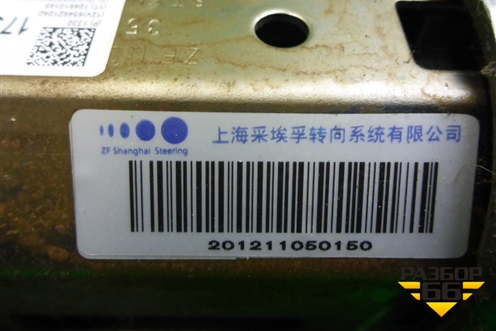 35
上海采埃孚转向系统有限公司
ZF Shanghai Steering
201211050150
РАЗБОР
66